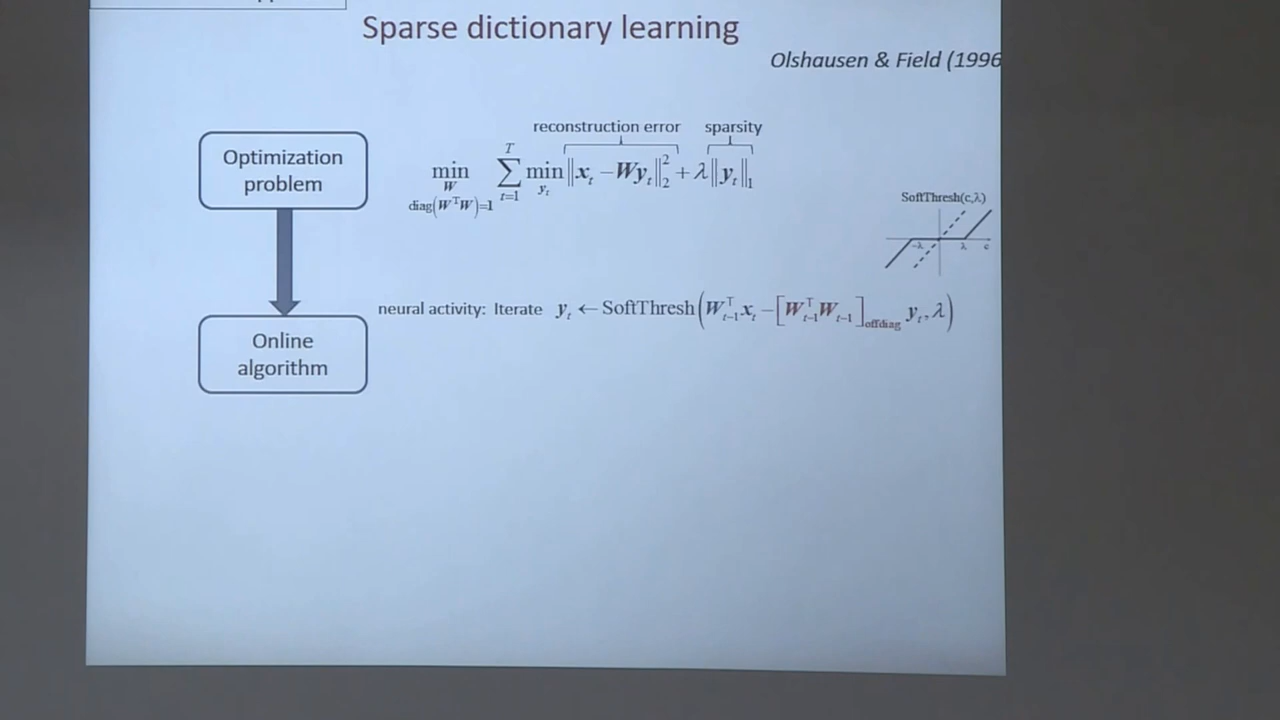 Sparse dictionary learning
Olshausen & Field (1996
reconstruction error sparsity
Optimization
problem
min_W Σ_{t=1}^{T} min_{y_t} ‖x_t − Wy_t‖_2^2 + λ‖y_t‖_1
diag(W^⊤W)=1
SoftThresh(c,λ)
−λ λ c
neural activity: Iterate y_t ← SoftThresh(W_{t−1}^⊤ x_t − [W_{t−1}^⊤ W_{t−1}]_{offdiag} y_t, λ)
Online
algorithm